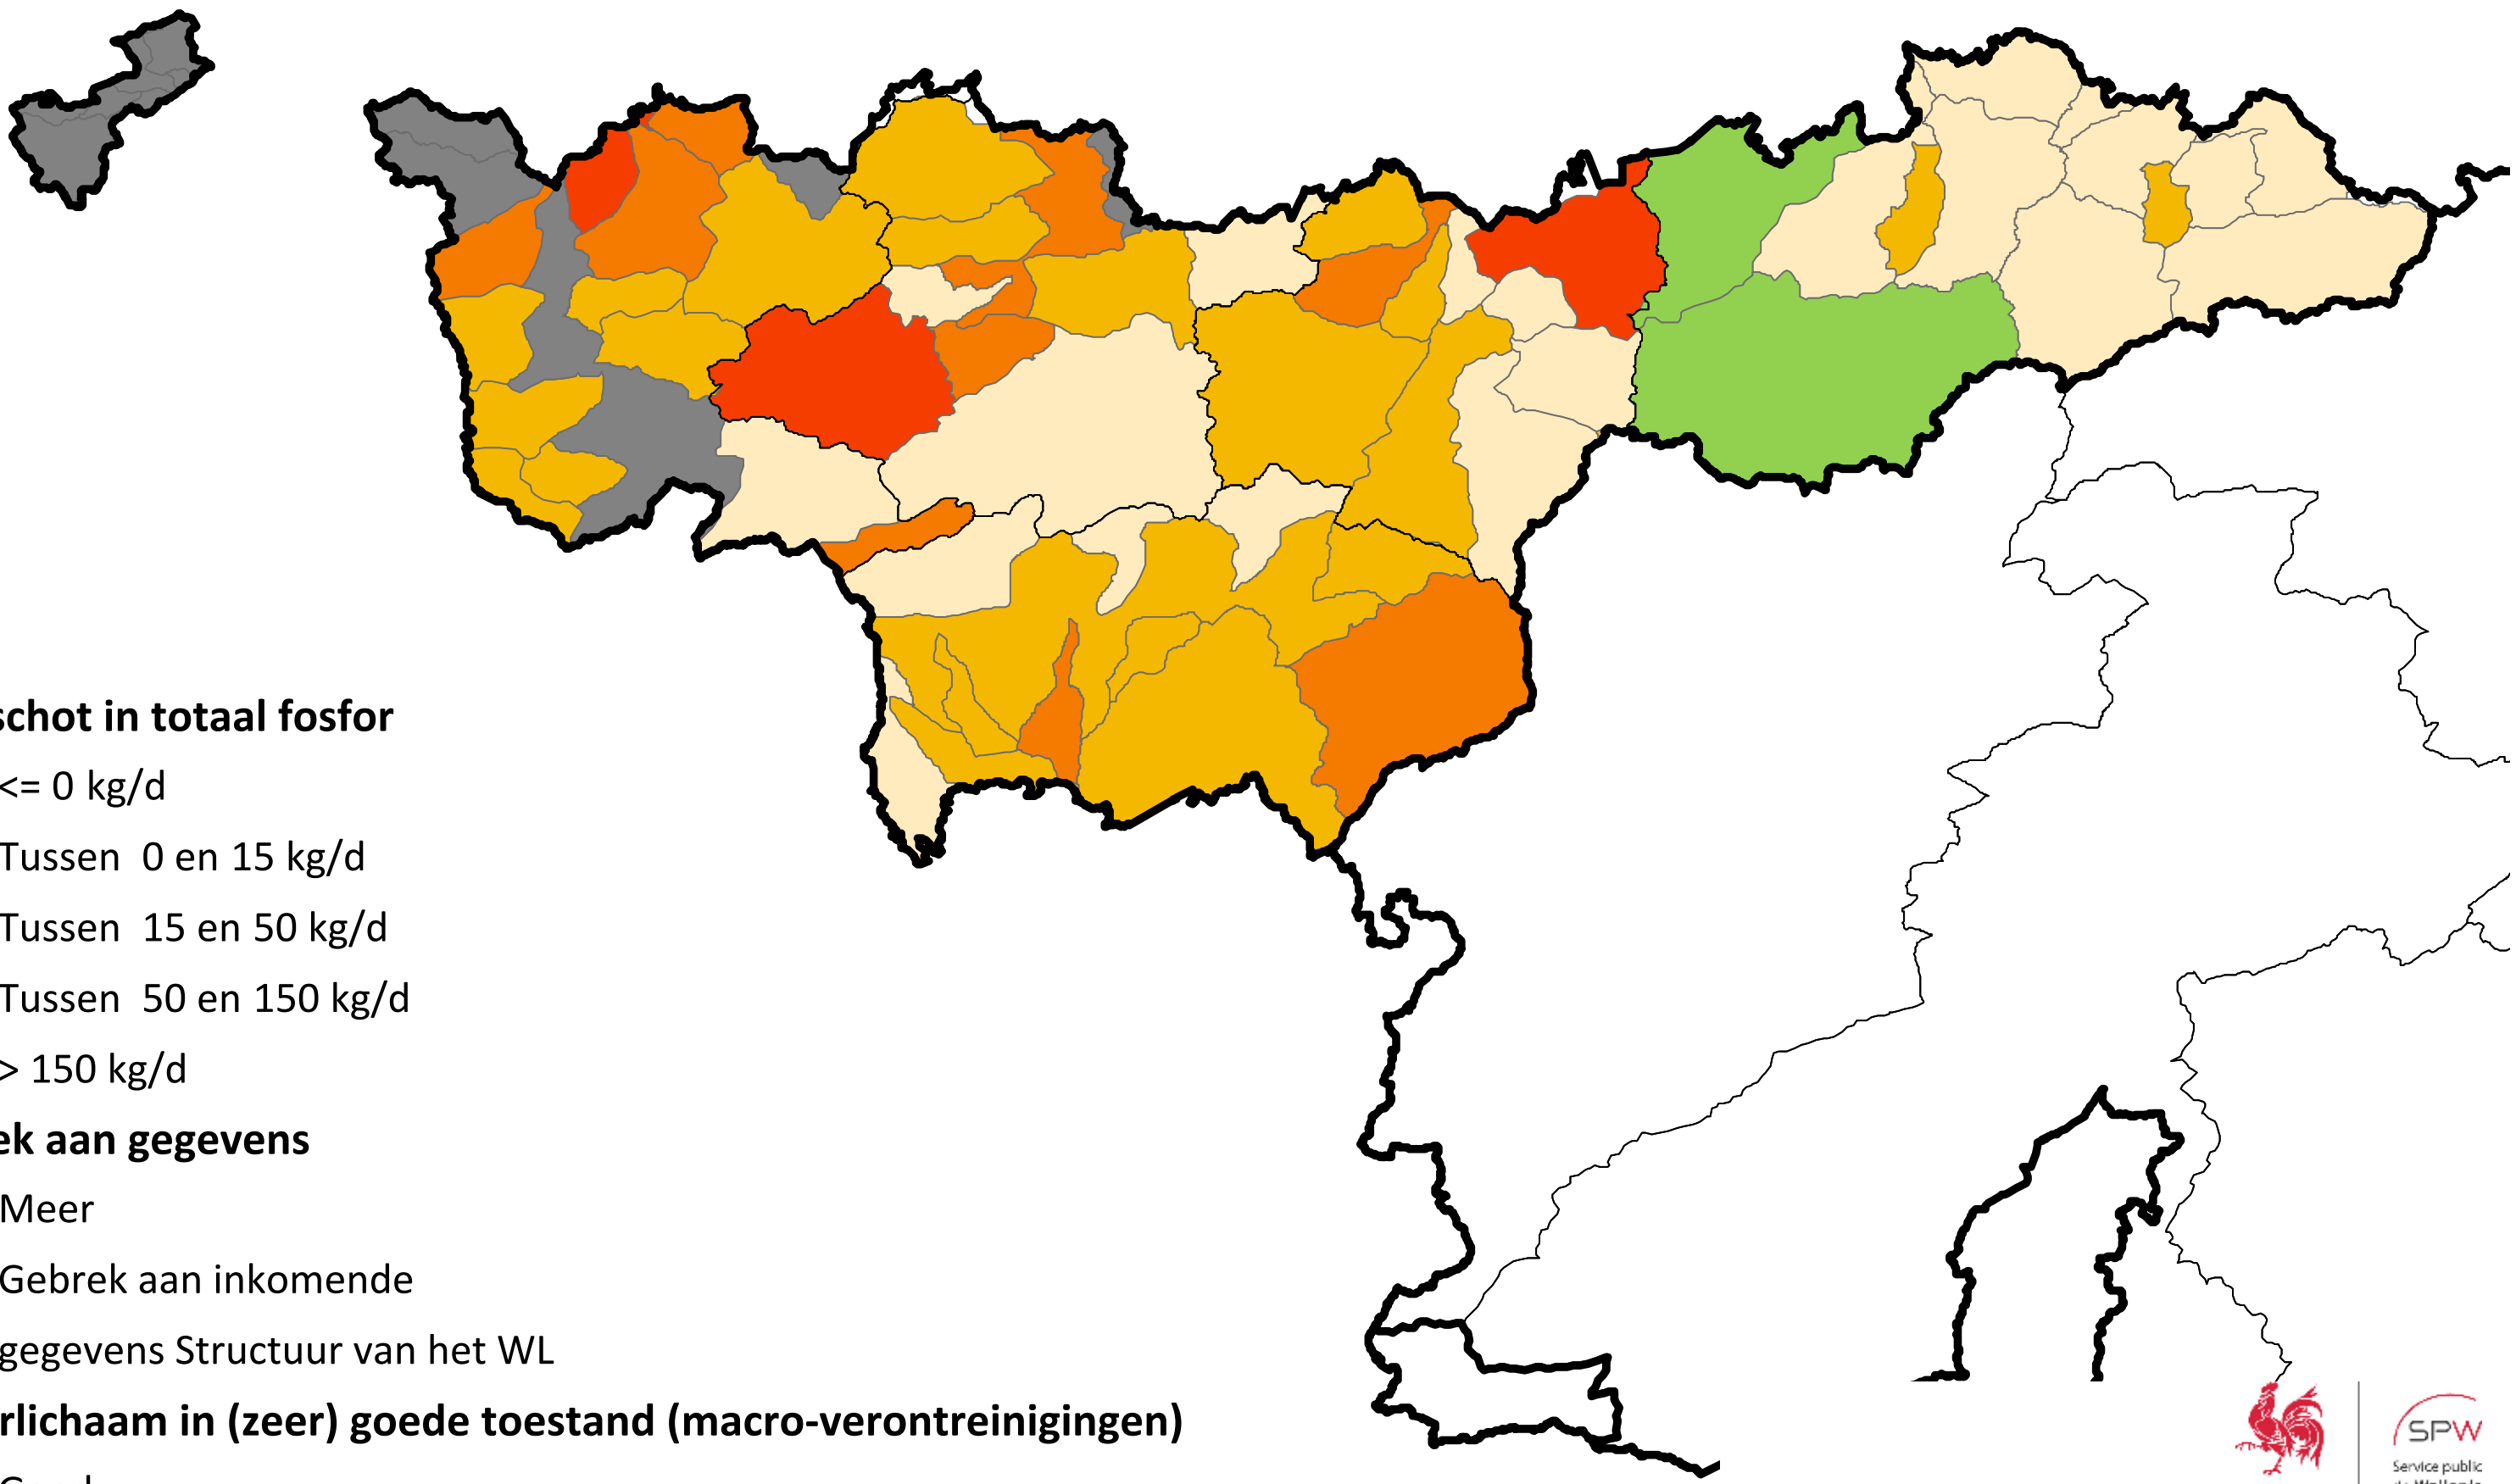 schot in totaal fosfor
<= 0 kg/d
Tussen 0 en 15 kg/d
Tussen 15 en 50 kg/d
Tussen 50 en 150 kg/d
> 150 kg/d
ek aan gegevens
Meer
Gebrek aan inkomende
gegevens Structuur van het WL
rlichaam in (zeer) goede toestand (macro-verontreinigingen)
SPW
Service public